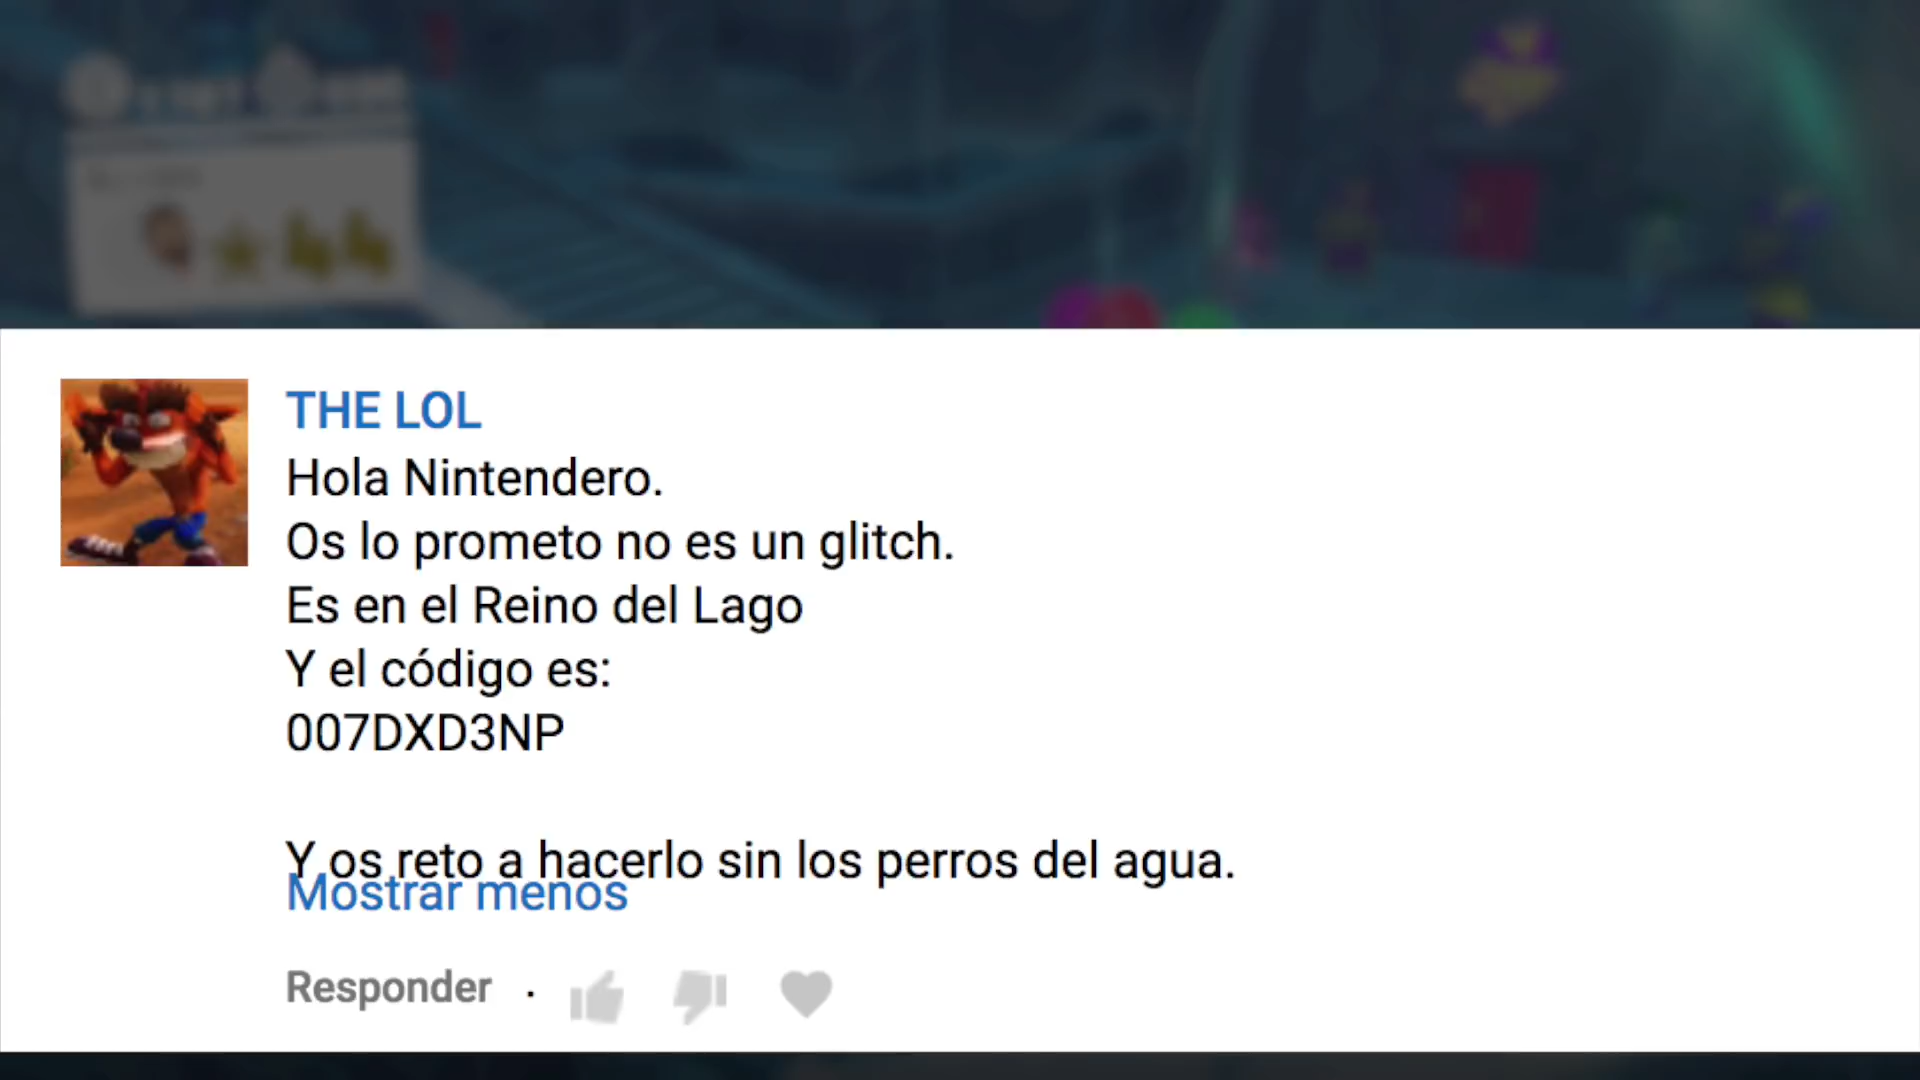 THE LOL
Hola Nintendero.
Os lo prometo no es un glitch.
Es en el Reino del Lago
Y el código es:
007DXD3NP
Y os reto a hacerlo sin los perros del agua.
Mostrar menos
Responder ·